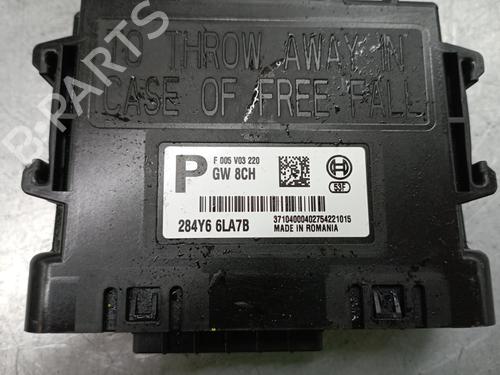 TO THROW AWAY IN
CASE OF FREE FALL
P
F 005 V03 220
GW 8CH
53F
284Y6 6LA7B
37104000402754221015
MADE IN ROMANIA
B-PARTS